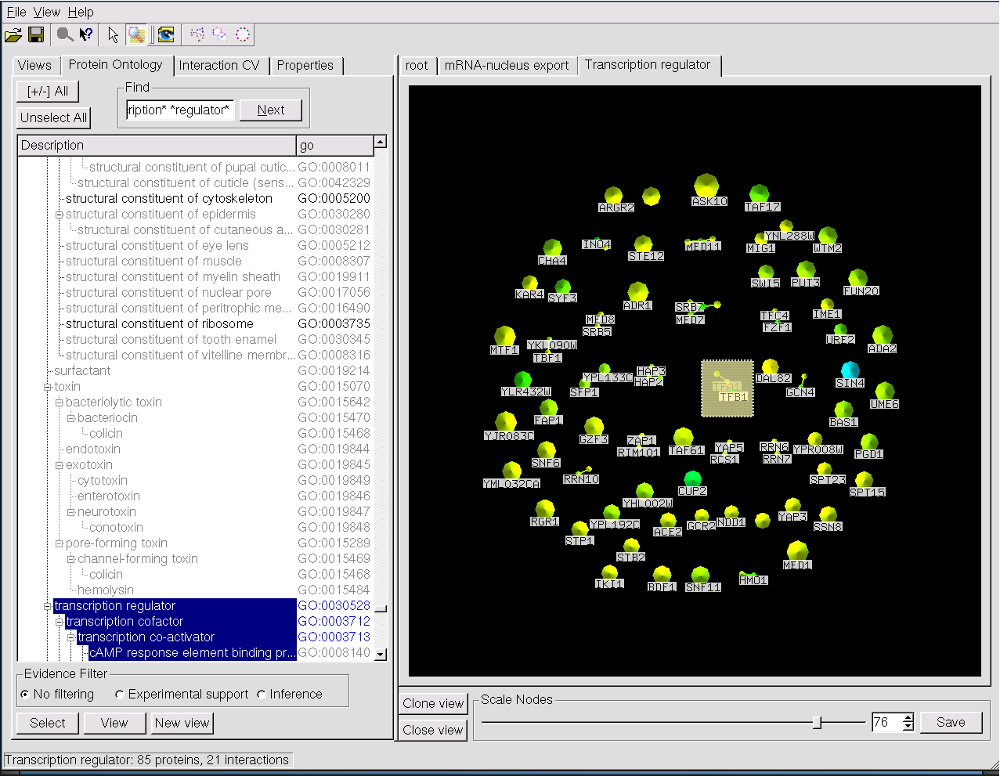 File View Help
Views Protein Ontology Interaction CV Properties
[+/-] All
Unselect All
Find
ription* *regulator*
Next
Description go
structural constituent of pupal cutic... GO:0008011
structural constituent of cuticle (sens... GO:0042329
structural constituent of cytoskeleton GO:0005200
structural constituent of epidermis GO:0030280
structural constituent of cutaneous a... GO:0030281
structural constituent of eye lens GO:0005212
structural constituent of muscle GO:0008307
structural constituent of myelin sheath GO:0019911
structural constituent of nuclear pore GO:0017056
structural constituent of peritrophic me... GO:0016490
structural constituent of ribosome GO:0003735
structural constituent of tooth enamel GO:0030345
structural constituent of vitelline membr... GO:0008316
surfactant GO:0019214
toxin GO:0015070
bacteriolytic toxin GO:0015642
bacteriocin GO:0015470
colicin GO:0015468
endotoxin GO:0019844
exotoxin GO:0019845
cytotoxin GO:0019849
enterotoxin GO:0019846
neurotoxin GO:0019847
conotoxin GO:0019848
pore-forming toxin GO:0015289
channel-forming toxin GO:0015469
colicin GO:0015468
hemolysin GO:0015484
transcription regulator GO:0030528
transcription cofactor GO:0003712
transcription co-activator GO:0003713
cAMP response element binding pr... GO:0008140
Evidence Filter
No filtering Experimental support Inference
Select View New view
root mRNA-nucleus export Transcription regulator
ARGR2 ASK10 TAF17
YNL288W
CHA4 INO4 STE12 MED11 MIG1 WTM2
KAR4 SYF3 ADR1 SWI5 PUT3 FUN20
SRB7
MED7
MED8
SRB5
TFC4
FZF1
IME1
MTF1 YKL090W
TBF1
URE2 ADA2
YLR432W YPL133C
SFP1
HAP3
HAP2
TFA1
TFB1
DAL82 GCN4 SIN4
UME6
FAP1 BAS1
YJR083C GZF3 ZAP1
RIM101
TAF61 YAP5
RCS1
RRN6
RRN7
YPR008W PGD1
SNF6
YML032CA RRN10 CUP2 SPT23 SPT15
YHL002W
RGR1 YPL192C ACE2 GCR2 NDD1 YAP3 SSN8
STP1
STB2 MED1
IKI1 BDF1 SNF11 HMO1
Clone view
Close view
Scale Nodes
76
Save
Transcription regulator: 85 proteins, 21 interactions